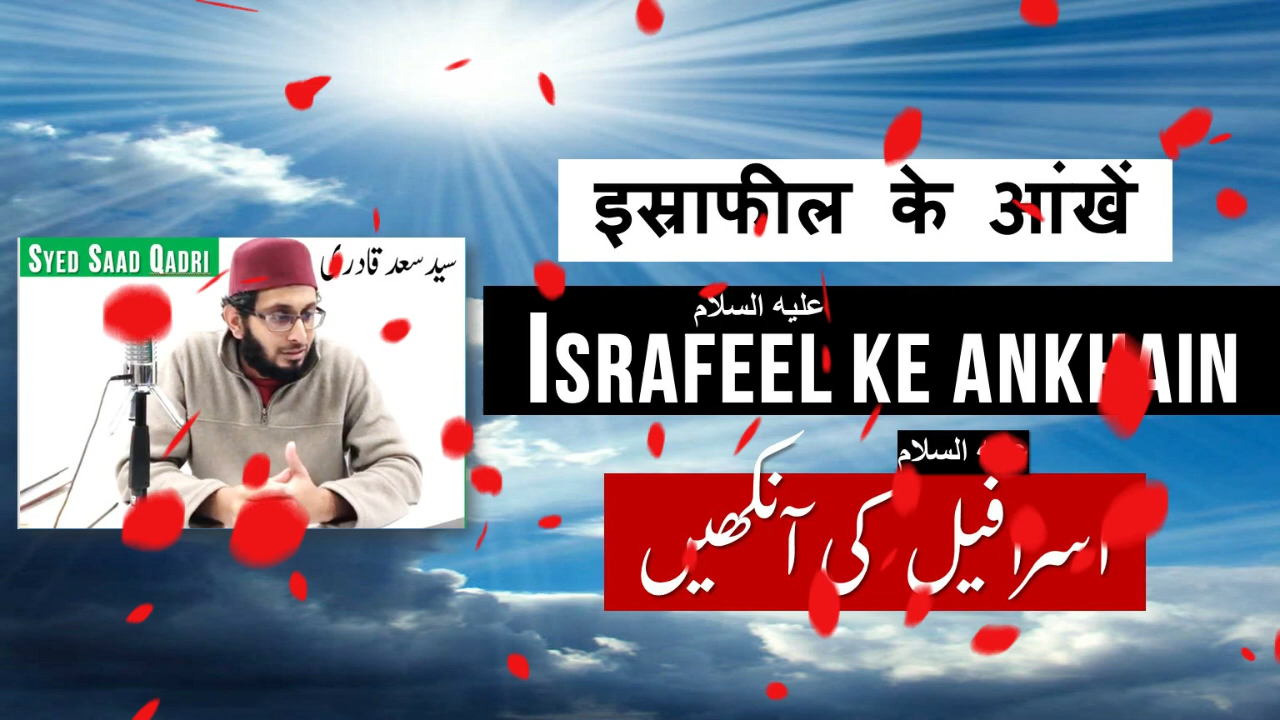 SYED SAAD QADRI
سید سعد قادری
इस्राफील के आंखें
علیہ السلام
ISRAFEEL KE ANKHAIN
السلام
اسرافیل کی آنکھیں